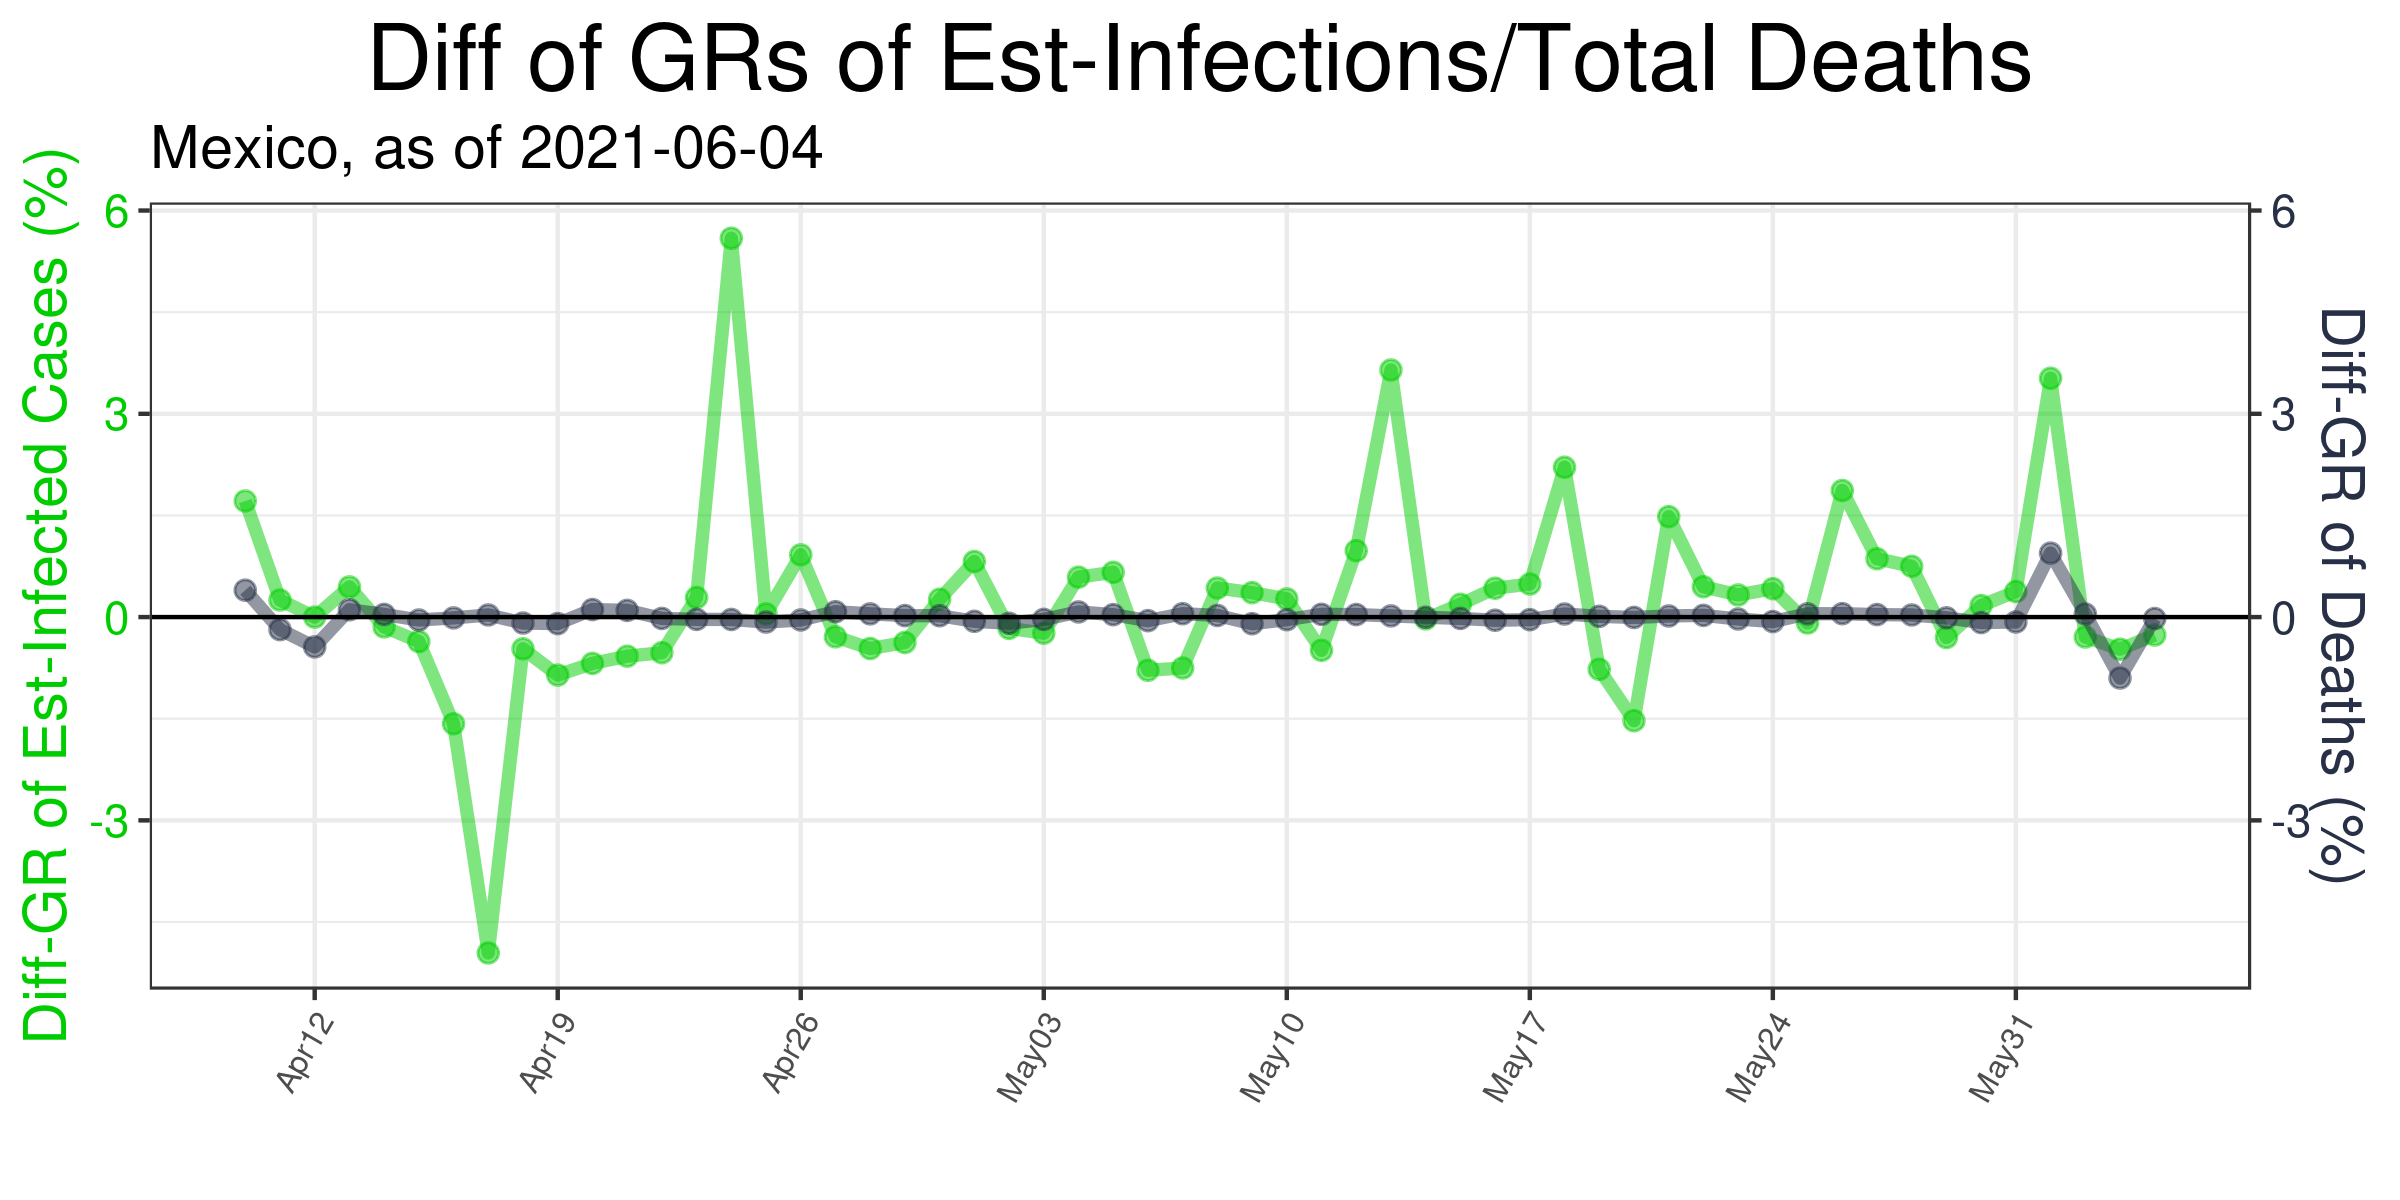 Diff of GRs of Est-Infections/Total Deaths
Mexico, as of 2021-06-04
Diff-GR of Est-Infected Cases (%)
6
3
0
-3
6
3
0
-3
Diff-GR of Deaths (%)
Apr12
Apr19
Apr26
May03
May10
May17
May24
May31